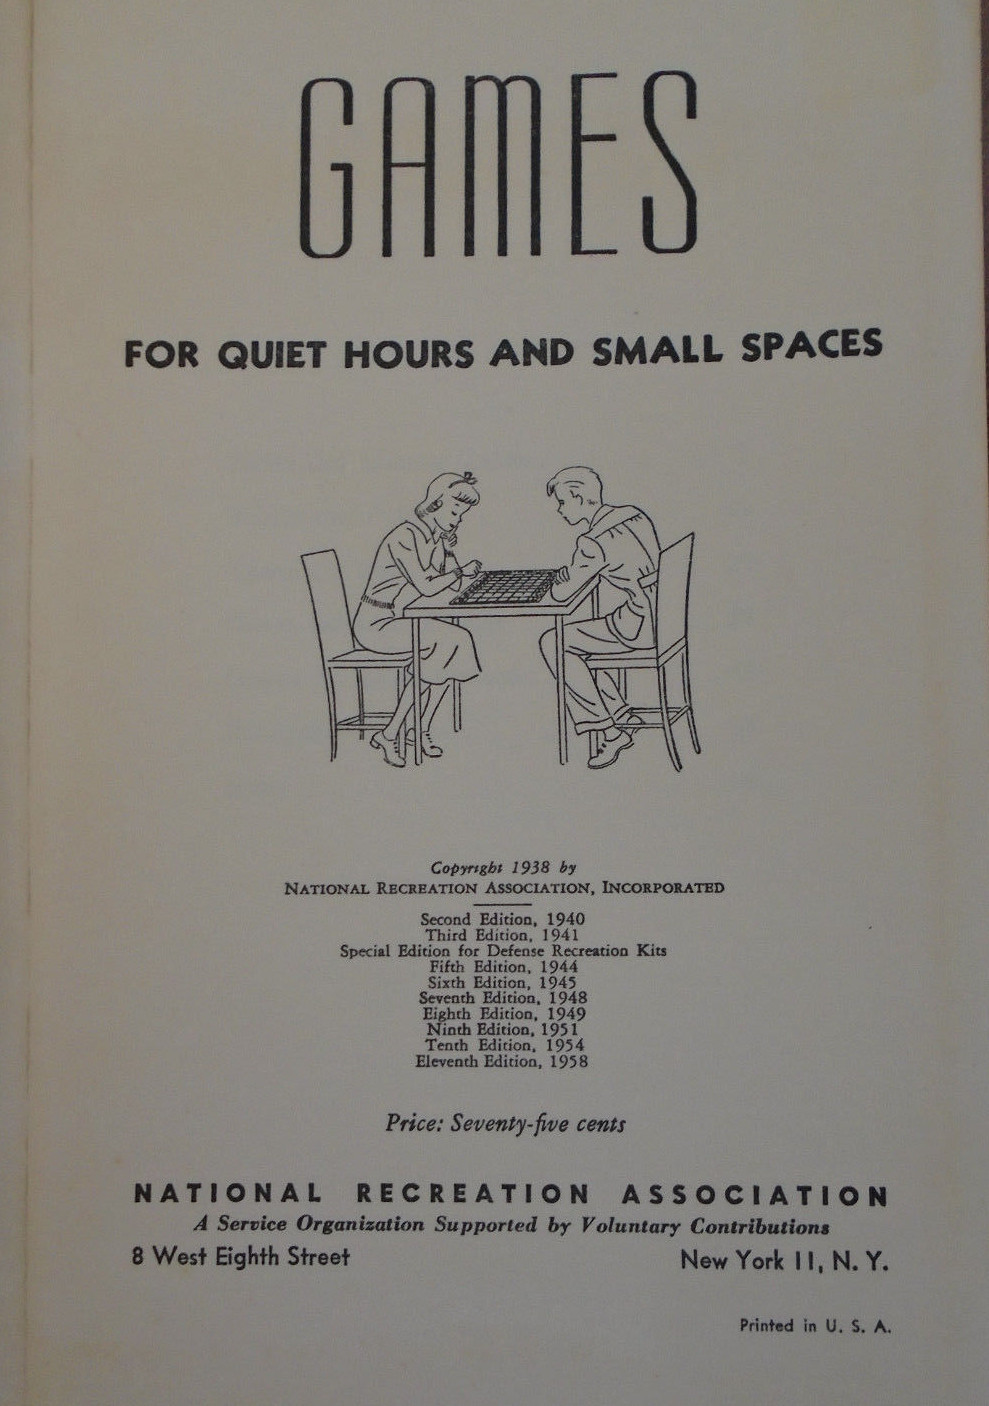 GAMES
FOR QUIET HOURS AND SMALL SPACES
Copyright 1938 by
NATIONAL RECREATION ASSOCIATION, INCORPORATED
Second Edition, 1940
Third Edition, 1941
Special Edition for Defense Recreation Kits
Fifth Edition, 1944
Sixth Edition, 1945
Seventh Edition, 1948
Eighth Edition, 1949
Ninth Edition, 1951
Tenth Edition, 1954
Eleventh Edition, 1958
Price: Seventy-five cents
NATIONAL RECREATION ASSOCIATION
A Service Organization Supported by Voluntary Contributions
8 West Eighth Street New York 11, N. Y.
Printed in U. S. A.